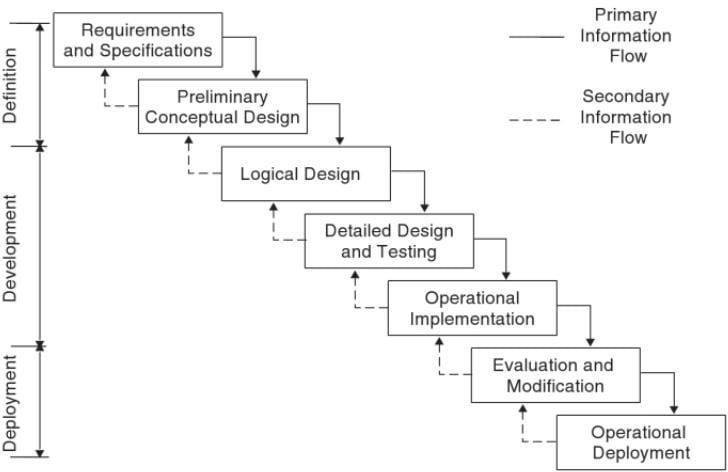 Requirements
and Specifications
Preliminary
Conceptual Design
Logical Design
Detailed Design
and Testing
Operational
Implementation
Evaluation and
Modification
Operational
Deployment
Primary
Information
Flow
Secondary
Information
Flow
Definition
Development
Deployment